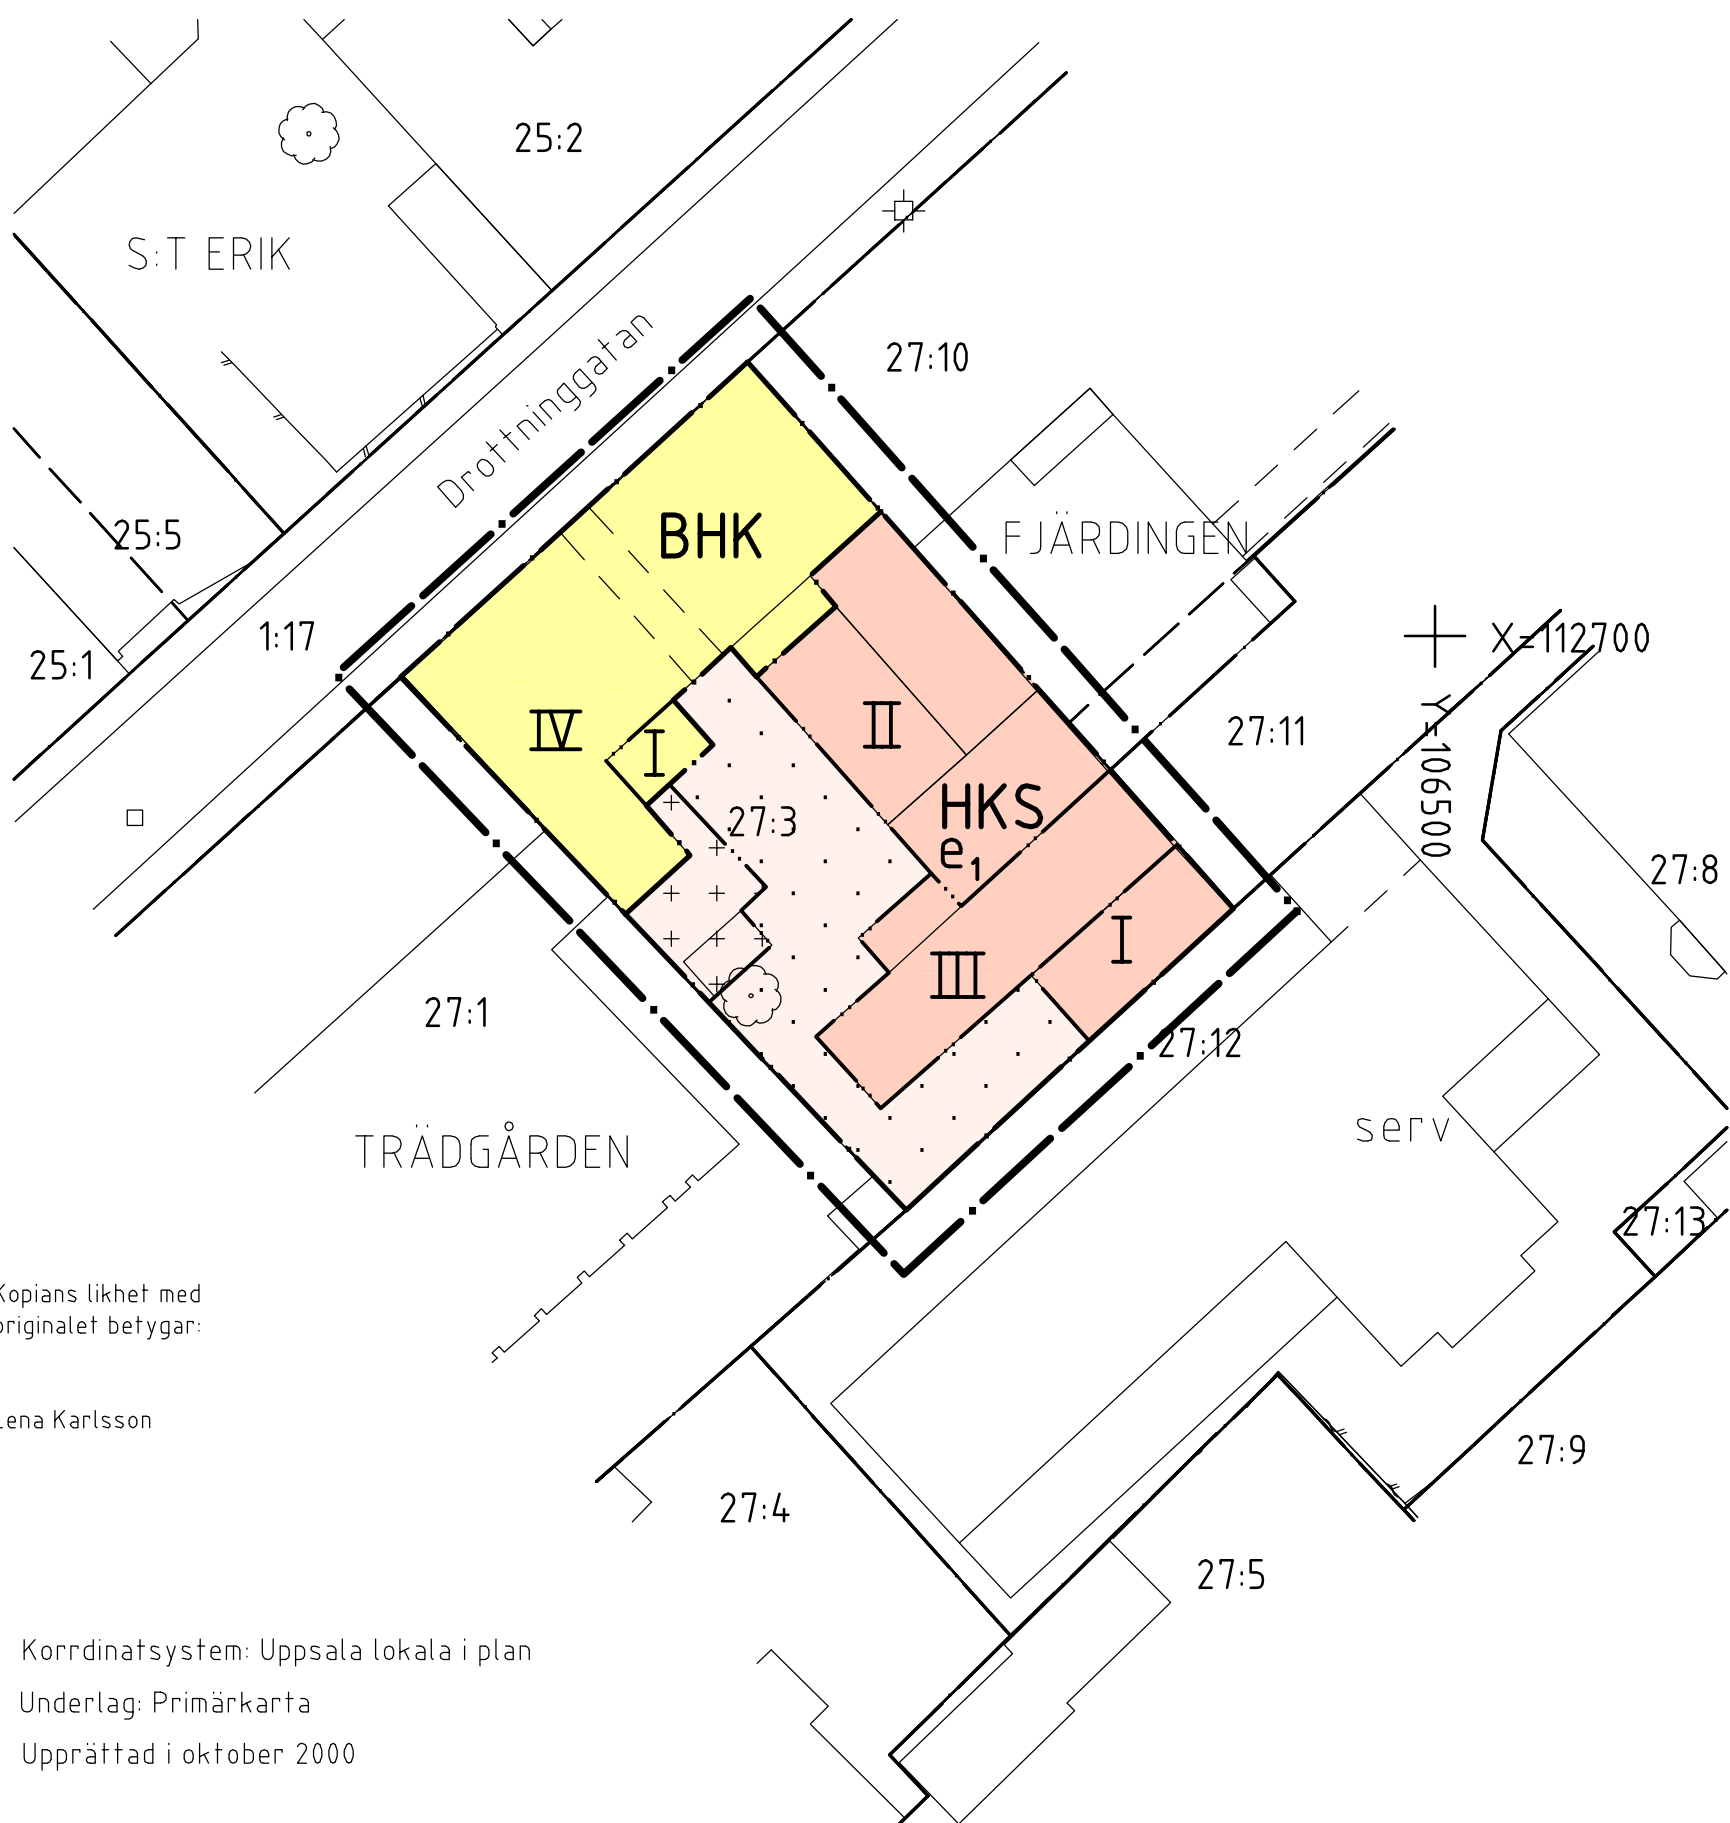 25:2
S:T ERIK
Drottninggatan
27:10
FJÄRDINGEN
BHK
25:5
1:17
25:1
X=112700
Y=106500
IV
I
II
27:11
27:3
HKS
e1
27:8
III
I
27:1
27:12
TRÄDGÅRDEN
serv
27:13
Kopians likhet med
originalet betygar:
Lena Karlsson
27:9
27:4
27:5
Korrdinatsystem: Uppsala lokala i plan
Underlag: Primärkarta
Upprättad i oktober 2000